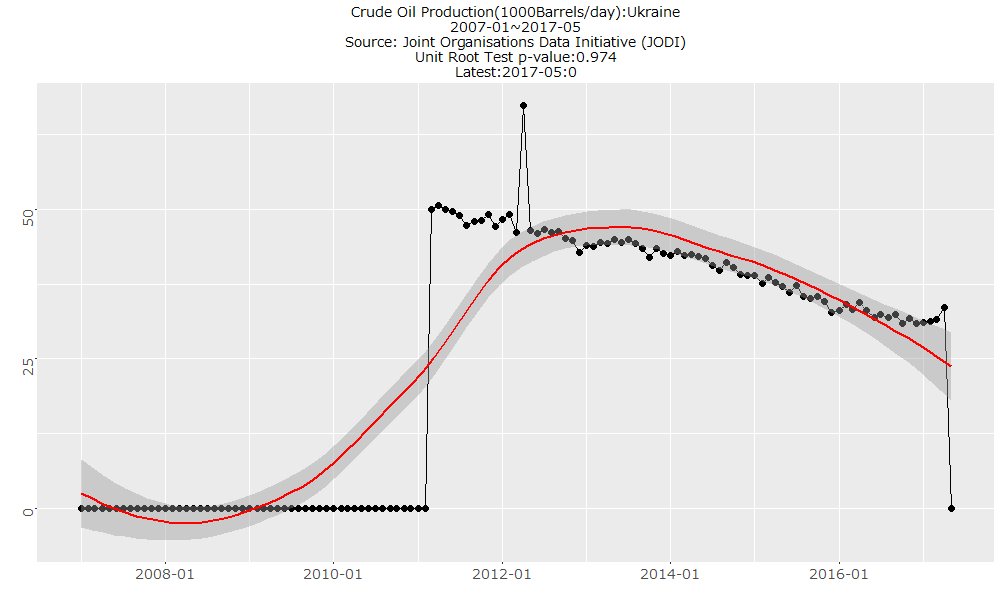 Crude Oil Production(1000Barrels/day):Ukraine
2007-01~2017-05
Source: Joint Organisations Data Initiative (JODI)
Unit Root Test p-value:0.974
Latest:2017-05:0
50
25
0
2008-01 2010-01 2012-01 2014-01 2016-01